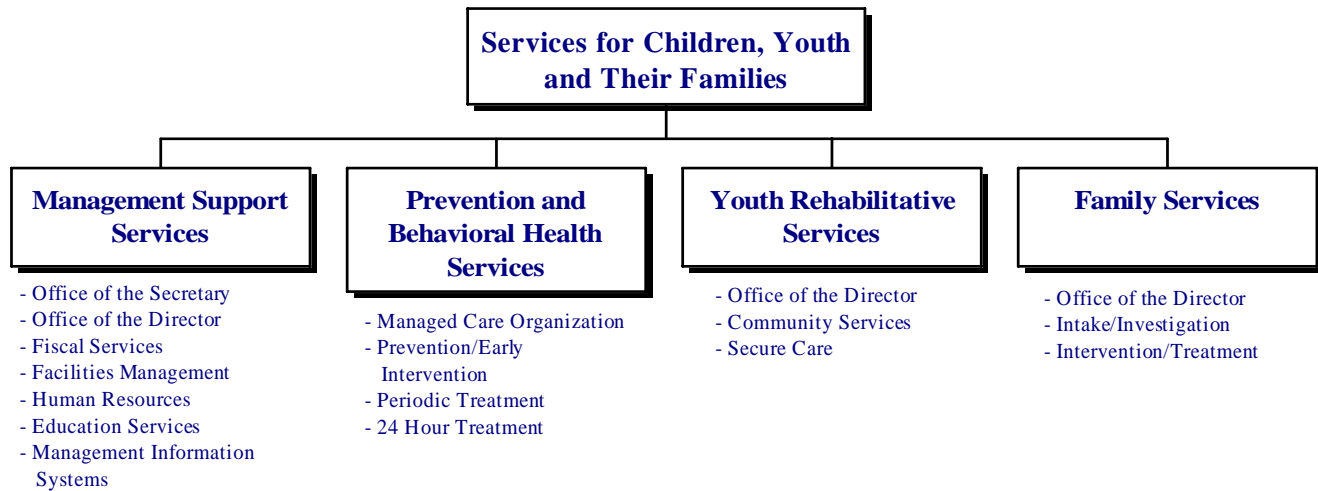 Services for Children, Youth
and Their Families
Management Support
Services
- Office of the Secretary
- Office of the Director
- Fiscal Services
- Facilities Management
- Human Resources
- Education Services
- Management Information
Systems
Prevention and
Behavioral Health
Services
- Managed Care Organization
- Prevention/Early
Intervention
- Periodic Treatment
- 24 Hour Treatment
Youth Rehabilitative
Services
- Office of the Director
- Community Services
- Secure Care
Family Services
- Office of the Director
- Intake/Investigation
- Intervention/Treatment